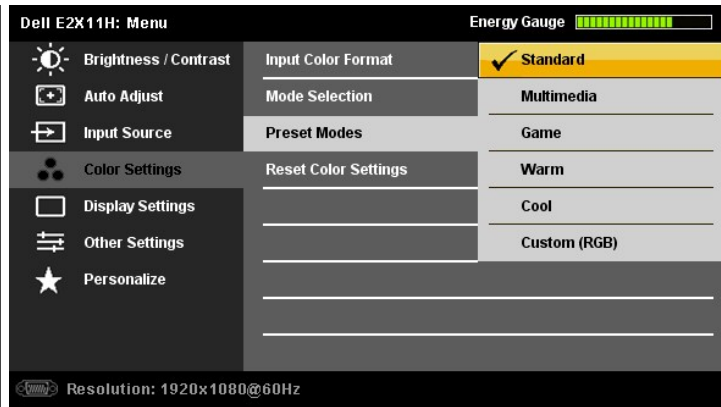 Dell E2X11H: Menu
Energy Gauge
Brightness / Contrast
Auto Adjust
Input Source
Color Settings
Display Settings
Other Settings
Personalize
Input Color Format
Mode Selection
Preset Modes
Reset Color Settings
Standard
Multimedia
Game
Warm
Cool
Custom (RGB)
Resolution: 1920x1080@60Hz